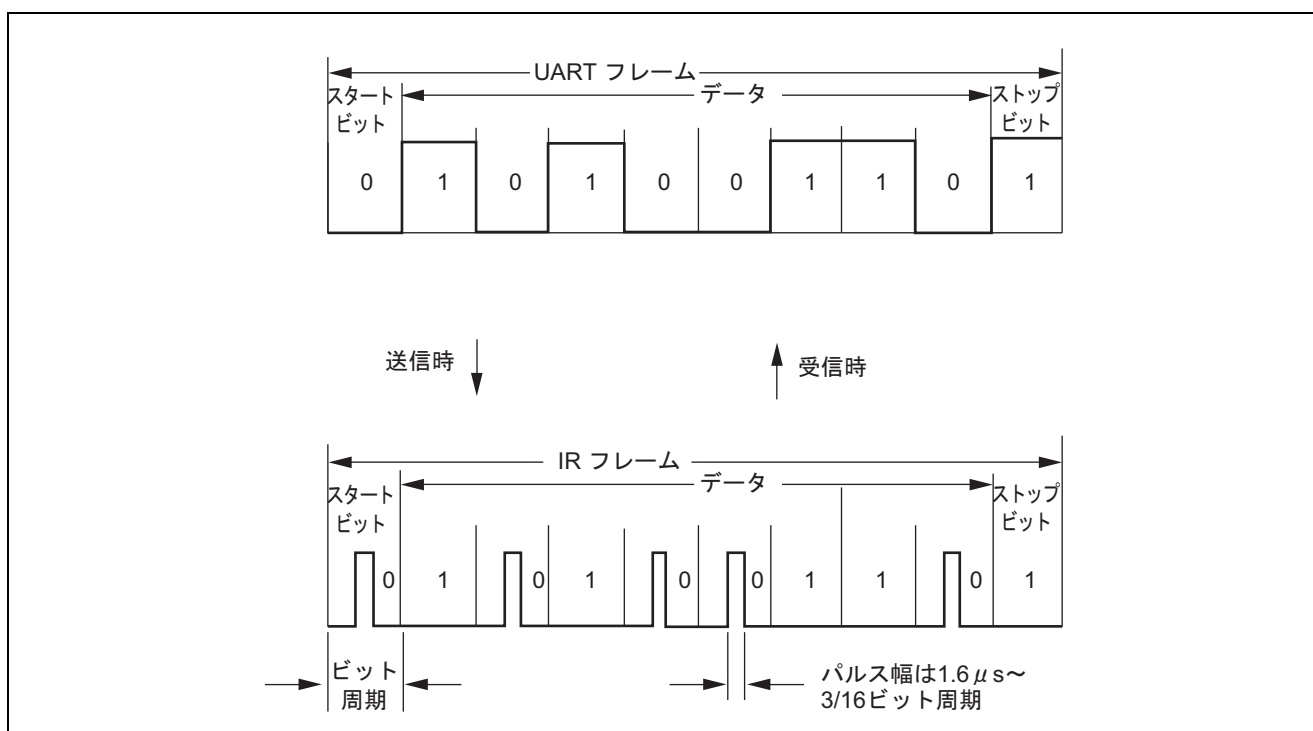 UART フレーム
スタート
ビット
データ
ストップ
ビット
0 1 0 1 0 0 1 1 0 1
送信時
受信時
IR フレーム
スタート
ビット
データ
ストップ
ビット
0 1 0 1 0 0 1 1 0 1
ビット
周期
パルス幅は1.6μs～
3/16ビット周期